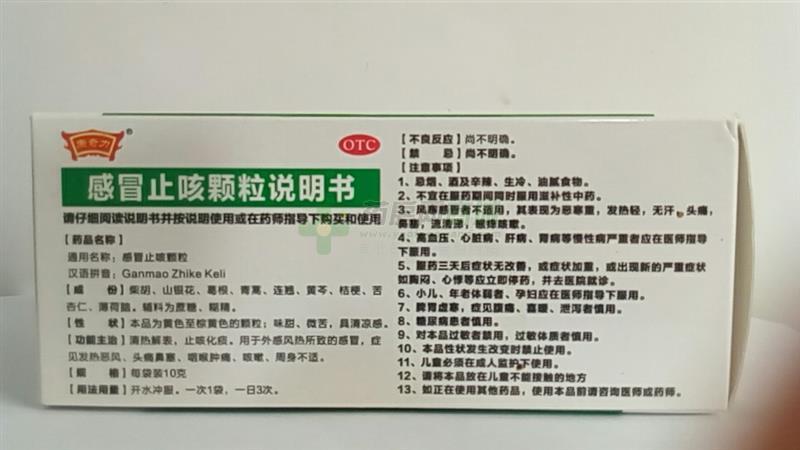 康奇力®
OTC
感冒止咳颗粒说明书
请仔细阅读说明书并按说明使用或在药师指导下购买和使用
【药品名称】
通用名称：感冒止咳颗粒
汉语拼音：Ganmao Zhike Keli
【成　份】柴胡、山银花、葛根、青蒿、连翘、黄芩、桔梗、苦
杏仁、薄荷脑。辅料为蔗糖、糊精。
【性　状】本品为黄色至棕黄色的颗粒；味甜、微苦，具清凉感。
【功能主治】清热解表，止咳化痰。用于外感风热所致的感冒，症
见发热恶风、头痛鼻塞、咽喉肿痛、咳嗽、周身不适。
【规　格】每袋装10克
【用法用量】开水冲服。一次1袋，一日3次。
【不良反应】尚不明确。
【禁　忌】尚不明确。
【注意事项】
1、忌烟、酒及辛辣、生冷、油腻食物。
2、不宜在服药期间同时服用滋补性中药。
3、风寒感冒者不适用，其表现为恶寒重，发热轻，无汗，头痛，
鼻塞，流清涕，喉痒咳嗽。
4、高血压、心脏病、肝病、肾病等慢性病严重者应在医师指导
下服用。
5、服药三天后症状无改善，或症状加重，或出现新的严重症状
如胸闷、心悸等应立即停药，并去医院就诊。
6、小儿、年老体弱者、孕妇应在医师指导下服用。
7、脾胃虚寒，症见腹痛、喜暖、泄泻者慎用。
8、糖尿病患者慎用。
9、对本品过敏者禁用，过敏体质者慎用。
10、本品性状发生改变时禁止使用。
11、儿童必须在成人监护下使用。
12、请将本品放在儿童不能接触的地方
13、如正在使用其他药品，使用本品前请咨询医师或药师。